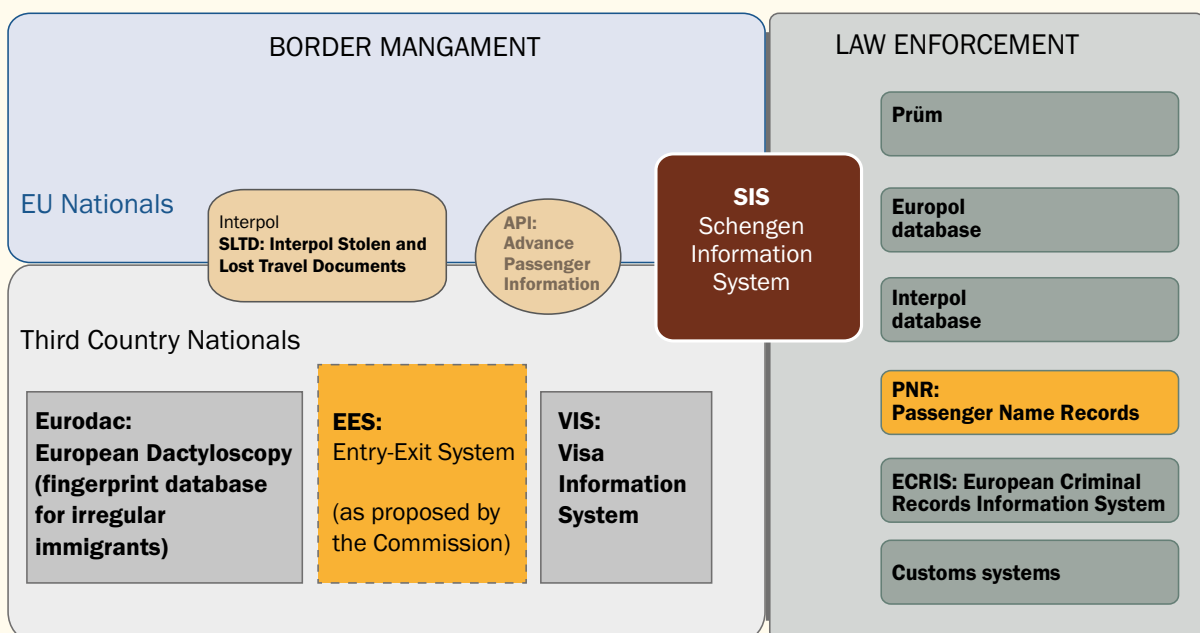 BORDER MANGAMENT
EU Nationals
Interpol
SLTD: Interpol Stolen and
Lost Travel Documents
API:
Advance
Passenger
Information
SIS
Schengen
Information
System
Third Country Nationals
Eurodac:
European Dactyloscopy
(fingerprint database
for irregular
immigrants)
EES:
Entry-Exit System
(as proposed by
the Commission)
VIS:
Visa
Information
System
LAW ENFORCEMENT
Prüm
Europol
database
Interpol
database
PNR:
Passenger Name Records
ECRIS: European Criminal
Records Information System
Customs systems